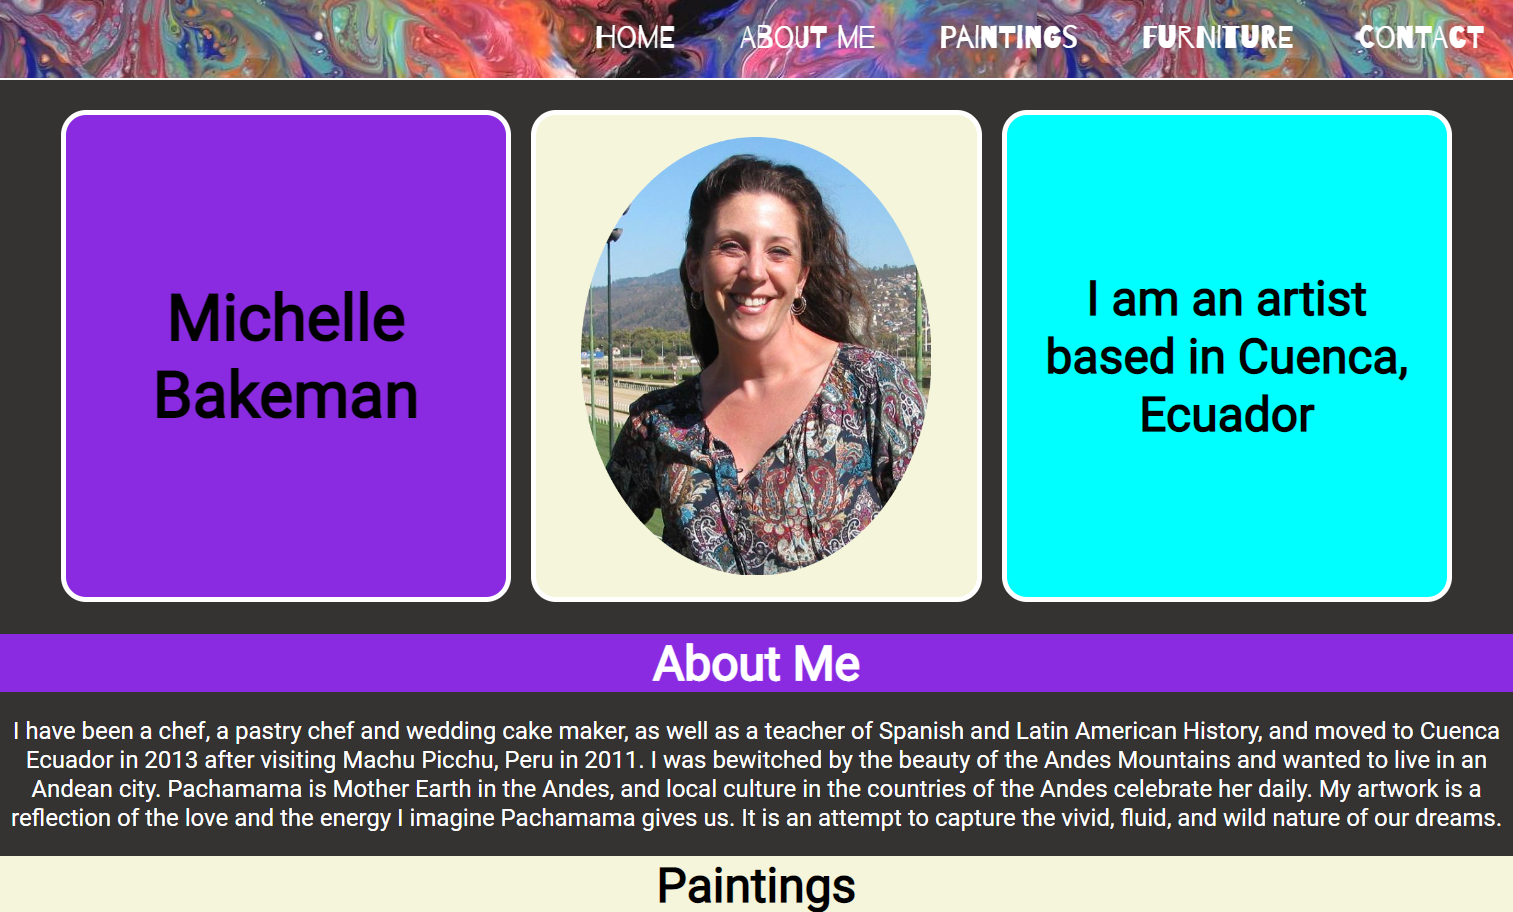 HOME ABOUT ME PAINTINGS FURNITURE CONTACT
Michelle
Bakeman
I am an artist
based in Cuenca,
Ecuador
About Me
I have been a chef, a pastry chef and wedding cake maker, as well as a teacher of Spanish and Latin American History, and moved to Cuenca
Ecuador in 2013 after visiting Machu Picchu, Peru in 2011. I was bewitched by the beauty of the Andes Mountains and wanted to live in an
Andean city. Pachamama is Mother Earth in the Andes, and local culture in the countries of the Andes celebrate her daily. My artwork is a
reflection of the love and the energy I imagine Pachamama gives us. It is an attempt to capture the vivid, fluid, and wild nature of our dreams.
Paintings